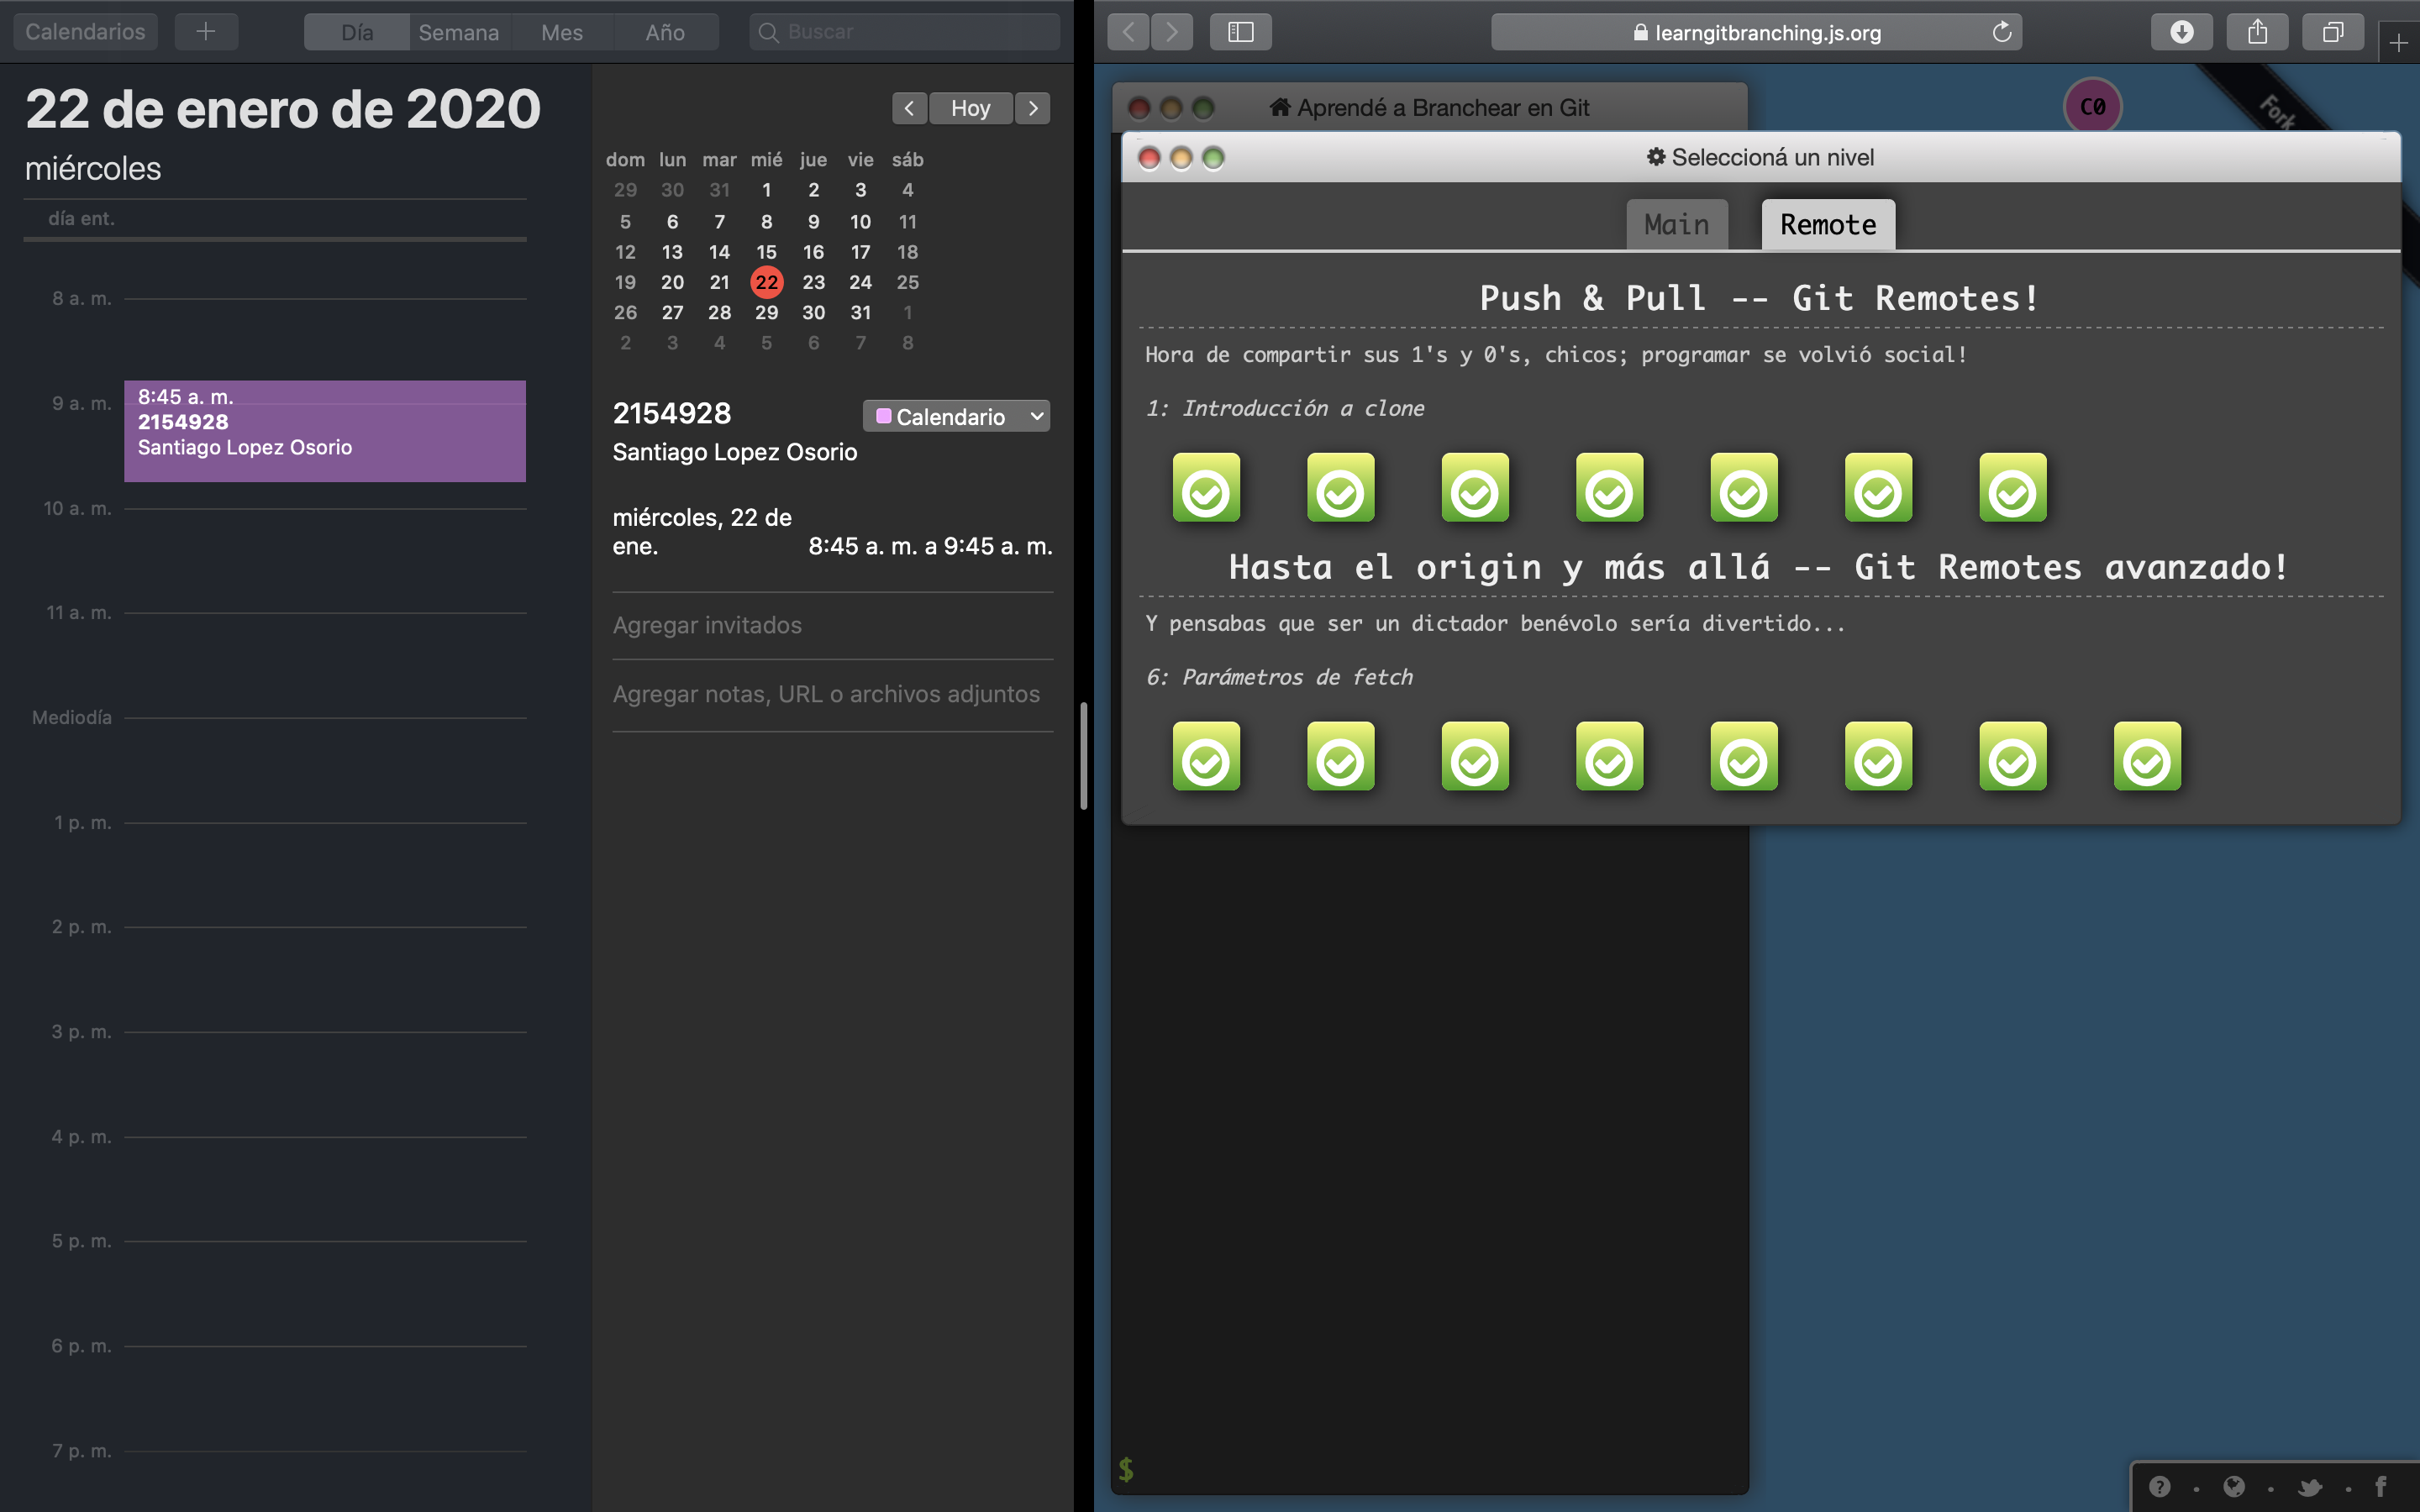 Calendarios
Día
Semana
Mes
Año
Buscar
22 de enero de 2020
miércoles
día ent.
8 a. m.
9 a. m.
8:45 a. m.
2154928
Santiago Lopez Osorio
10 a. m.
11 a. m.
Mediodía
1 p. m.
2 p. m.
3 p. m.
4 p. m.
5 p. m.
6 p. m.
7 p. m.
Hoy
dom lun mar mié jue vie sáb
29 30 31 1 2 3 4
5 6 7 8 9 10 11
12 13 14 15 16 17 18
19 20 21 22 23 24 25
26 27 28 29 30 31 1
2 3 4 5 6 7 8
2154928
Calendario
Santiago Lopez Osorio
miércoles, 22 de
ene.
8:45 a. m. a 9:45 a. m.
Agregar invitados
Agregar notas, URL o archivos adjuntos
learngitbranching.js.org
Aprendé a Branchear en Git
C0
Fork
Seleccioná un nivel
Main
Remote
Push & Pull -- Git Remotes!
Hora de compartir sus 1's y 0's, chicos; programar se volvió social!
1: Introducción a clone
Hasta el origin y más allá -- Git Remotes avanzado!
Y pensabas que ser un dictador benévolo sería divertido...
6: Parámetros de fetch
$